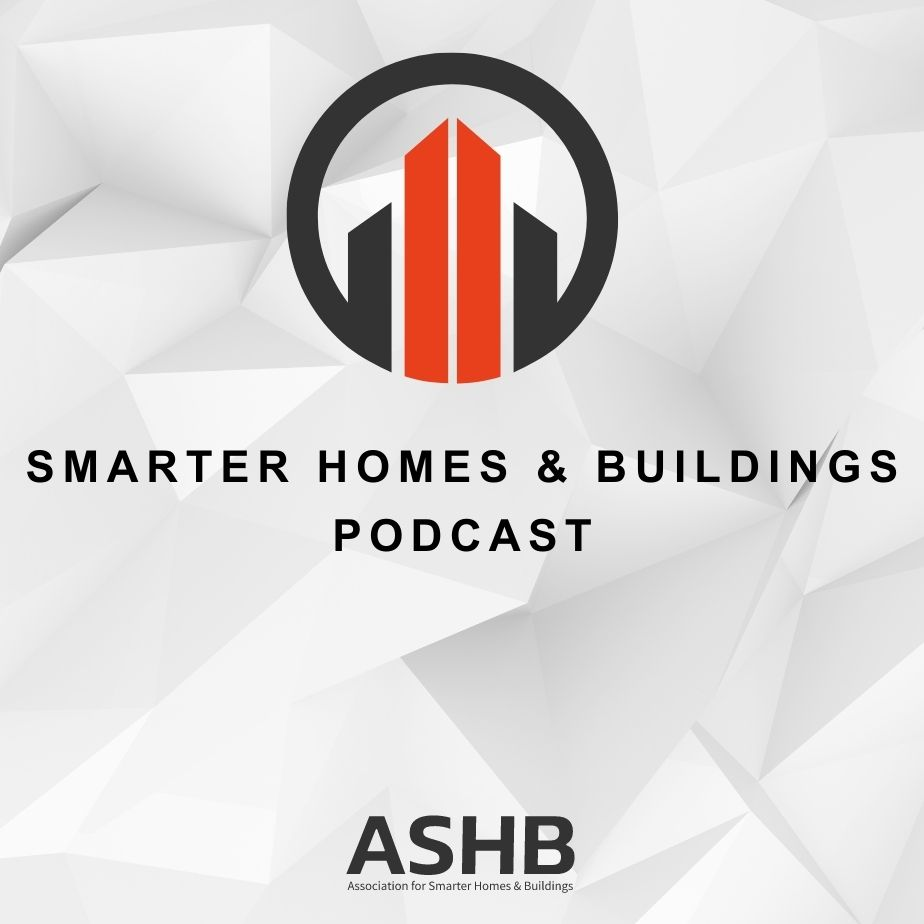 SMARTER HOMES & BUILDINGS
PODCAST
ASHB
Association for Smarter Homes & Buildings